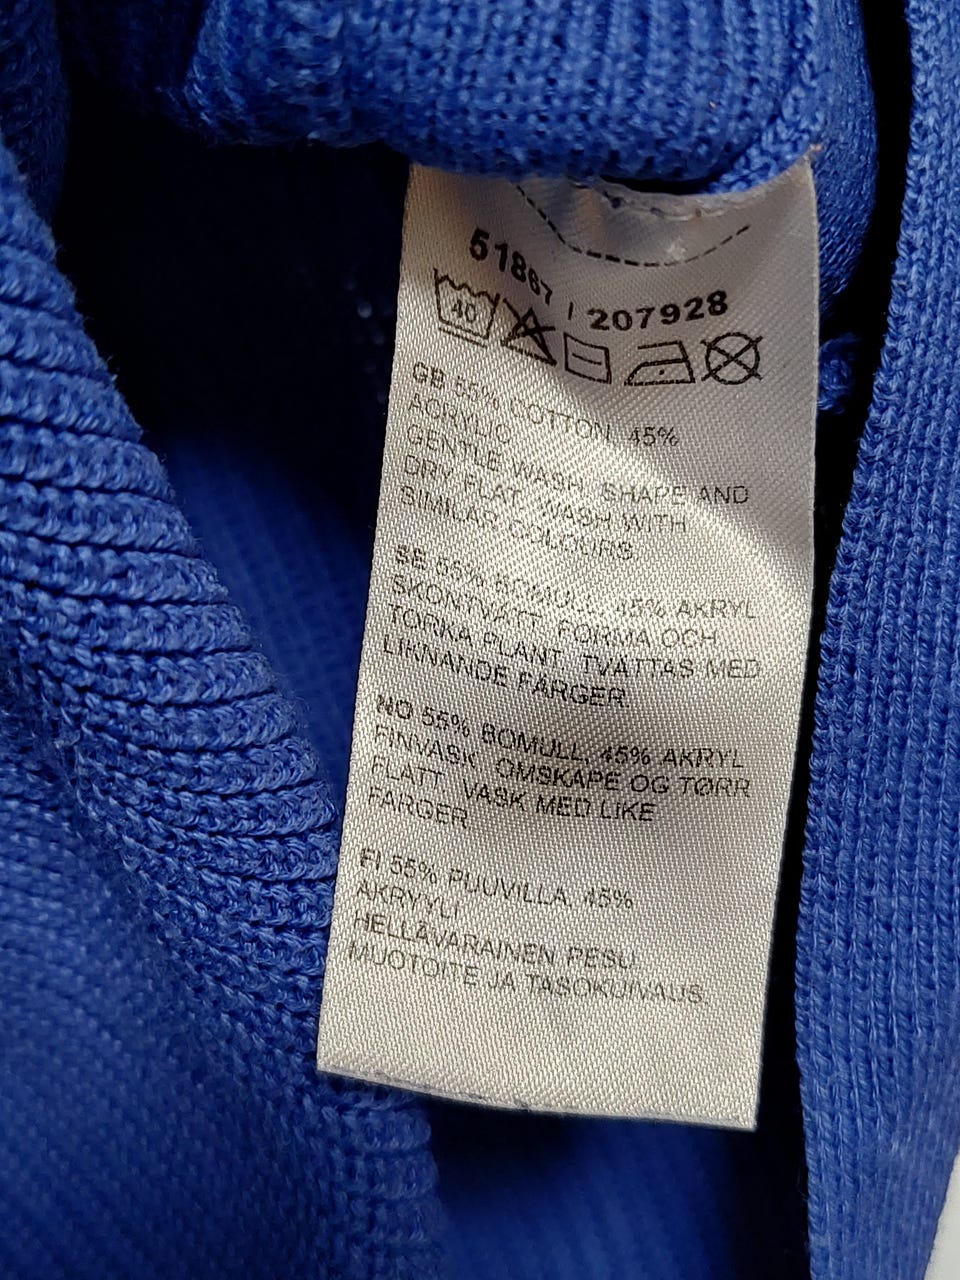 51867 | 207928
40
GB 55% COTTON, 45%
ACRYLIC
GENTLE WASH. SHAPE AND
DRY FLAT. WASH WITH
SIMILAR COLOURS
SE 55% BOMULL, 45% AKRYL
SKONTVÄTT. FORMA OCH
TORKA PLANT. TVÄTTAS MED
LIKNANDE FÄRGER
NO 55% BOMULL, 45% AKRYL
FINVASK. OMSKAPE OG TØRR
FLATT. VASK MED LIKE
FARGER
FI 55% PUUVILLA, 45%
AKRYYLI
HELLÄVARAINEN PESU.
MUOTOITE JA TASOKUIVAUS.